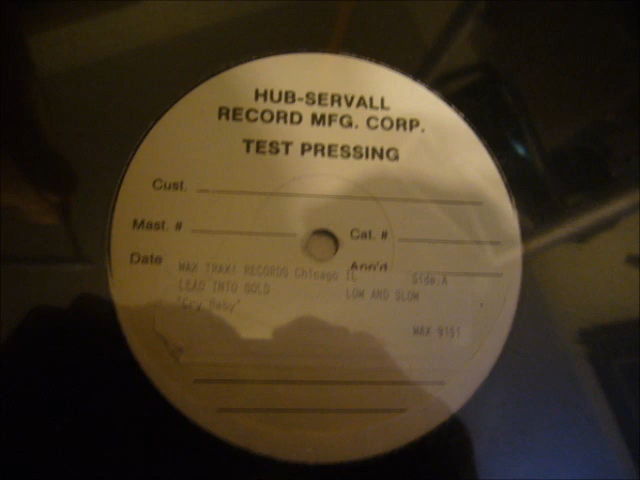 HUB-SERVALL
RECORD MFG. CORP.
TEST PRESSING
Cust.
Mast. # Cat. #
Date App'd
WAX TRAX! RECORDS Chicago IL Side:A
LEAD INTO GOLD LOW AND SLOW
"Cry Baby"
WAX 9151